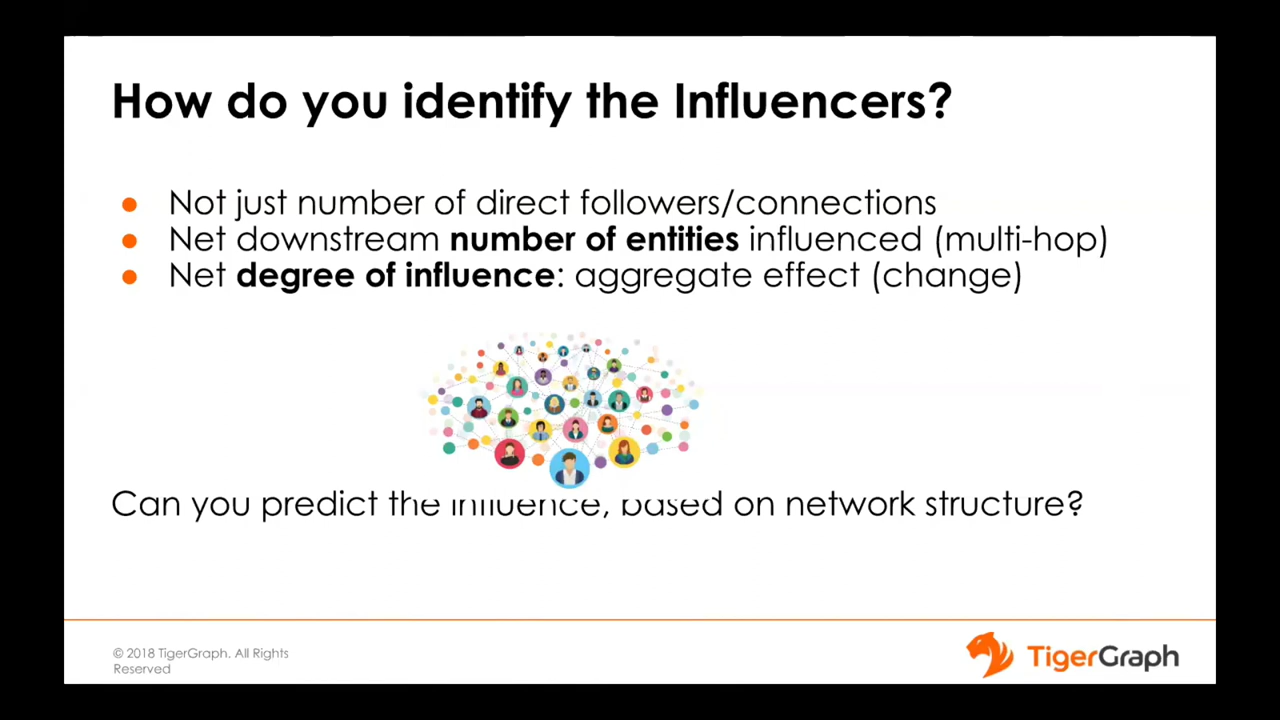 How do you identify the Influencers?
Not just number of direct followers/connections
Net downstream number of entities influenced (multi-hop)
Net degree of influence: aggregate effect (change)
Can you predict the influence, based on network structure?
© 2018 TigerGraph. All Rights
Reserved
TigerGraph